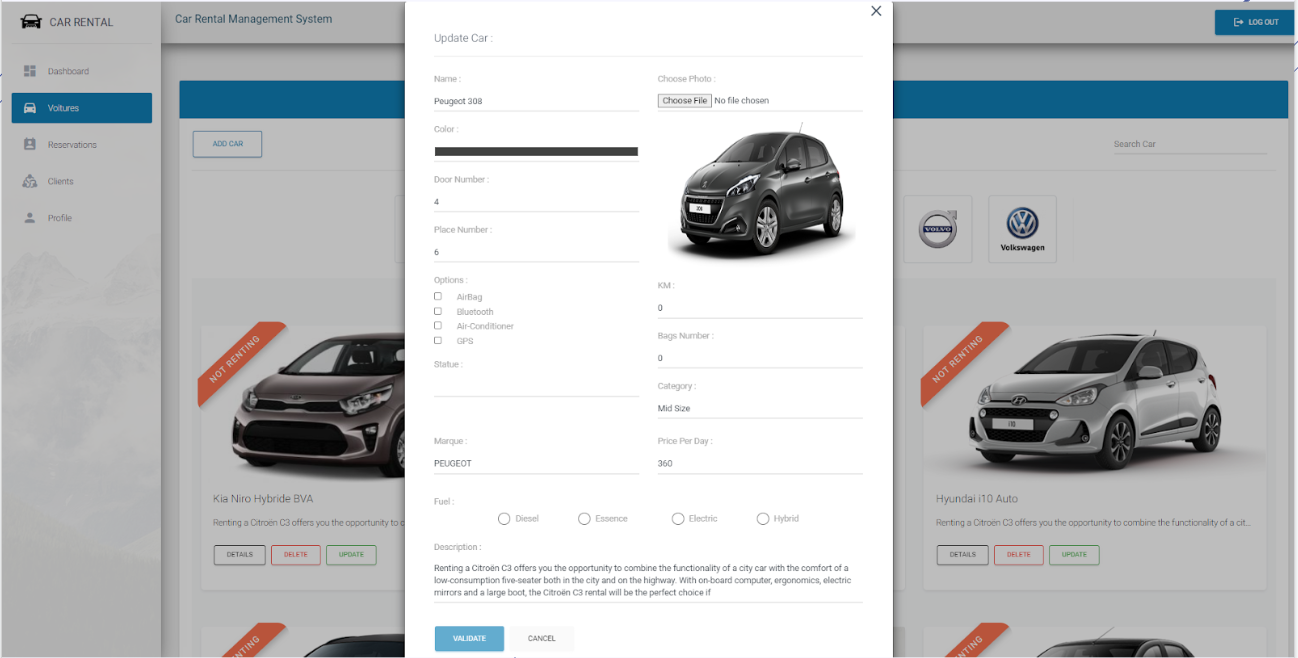 CAR RENTAL
Car Rental Management System
LOG OUT
Dashboard
Voitures
Reservations
Clients
Profile
ADD CAR
Search Car
VOLVO
Volkswagen
NOT RENTING
Kia Niro Hybride BVA
Renting a Citroën C3 offers you the opportunity to c
DETAILS
DELETE
UPDATE
NOT RENTING
i10
Hyundai i10 Auto
Renting a Citroën C3 offers you the opportunity to combine the functionality of a cit...
DETAILS
DELETE
UPDATE
Update Car :
Name :
Peugeot 308
Choose Photo :
Choose File No file chosen
Color :
Door Number :
4
Place Number :
6
Options :
AirBag
Bluetooth
Air-Conditioner
GPS
Statue :
KM :
0
Bags Number :
0
Category :
Mid Size
Marque :
PEUGEOT
Price Per Day :
360
Fuel :
Diesel
Essence
Electric
Hybrid
Description :
Renting a Citroën C3 offers you the opportunity to combine the functionality of a city car with the comfort of a
low-consumption five-seater both in the city and on the highway. With on-board computer, ergonomics, electric
mirrors and a large boot, the Citroën C3 rental will be the perfect choice if
VALIDATE
CANCEL
NTING
NTING